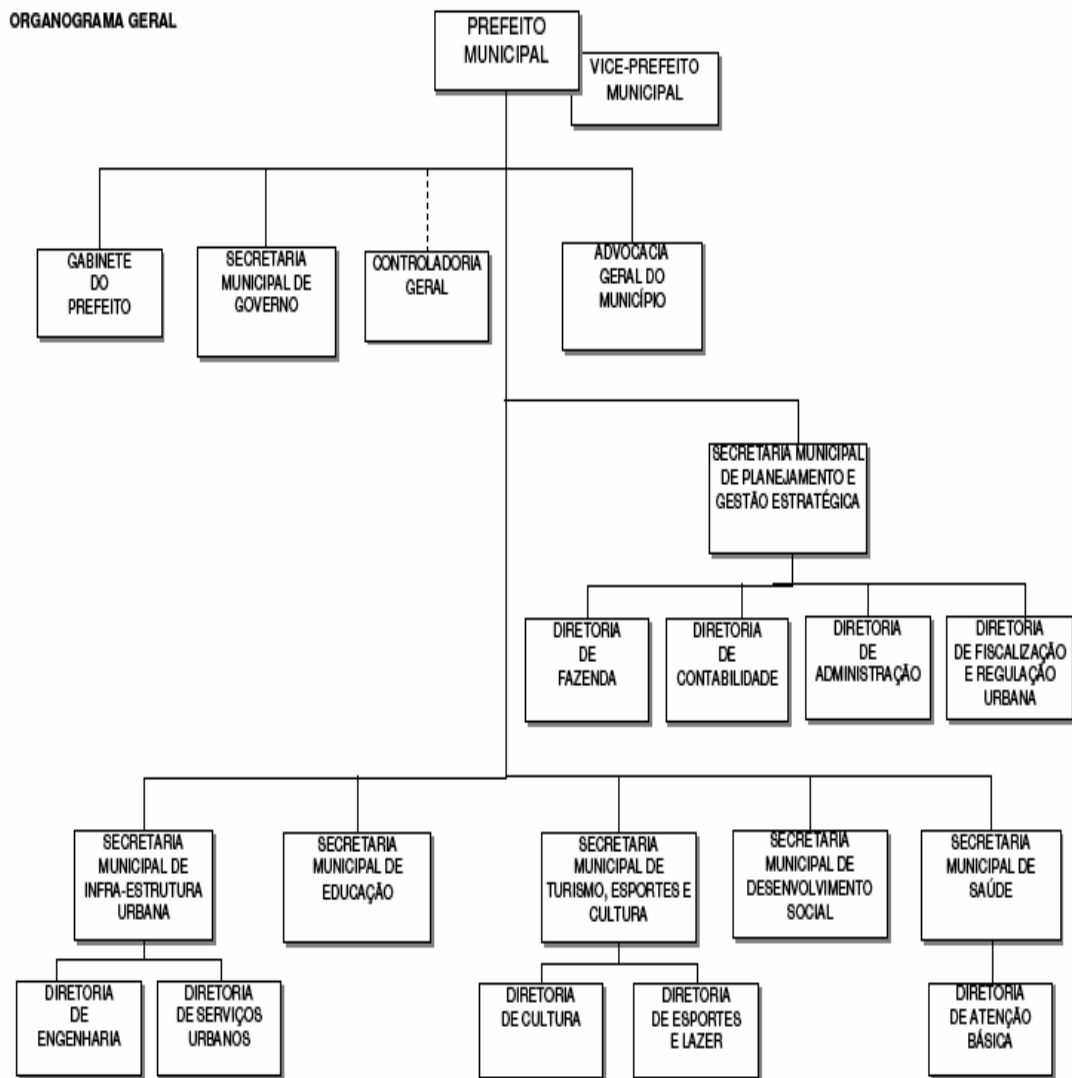 ORGANOGRAMA GERAL
PREFEITO
MUNICIPAL
VICE-PREFEITO
MUNICIPAL
GABINETE
DO
PREFEITO
SECRETARIA
MUNICIPAL DE
GOVERNO
CONTROLADORIA
GERAL
ADVOCACIA
GERAL DO
MUNICÍPIO
SECRETARIA MUNICIPAL
DE PLANEJAMENTO E
GESTÃO ESTRATÉGICA
DIRETORIA
DE
FAZENDA
DIRETORIA
DE
CONTABILIDADE
DIRETORIA
DE
ADMINISTRAÇÃO
DIRETORIA
DE FISCALIZAÇÃO
E REGULAÇÃO
URBANA
SECRETARIA
MUNICIPAL DE
INFRA-ESTRUTURA
URBANA
SECRETARIA
MUNICIPAL DE
EDUCAÇÃO
SECRETARIA
MUNICIPAL DE
TURISMO, ESPORTES E
CULTURA
SECRETARIA
MUNICIPAL DE
DESENVOLVIMENTO
SOCIAL
SECRETARIA
MUNICIPAL DE
SAÚDE
DIRETORIA
DE
ENGENHARIA
DIRETORIA
DE SERVIÇOS
URBANOS
DIRETORIA
DE CULTURA
DIRETORIA
DE ESPORTES
E LAZER
DIRETORIA
DE ATENÇÃO
BÁSICA